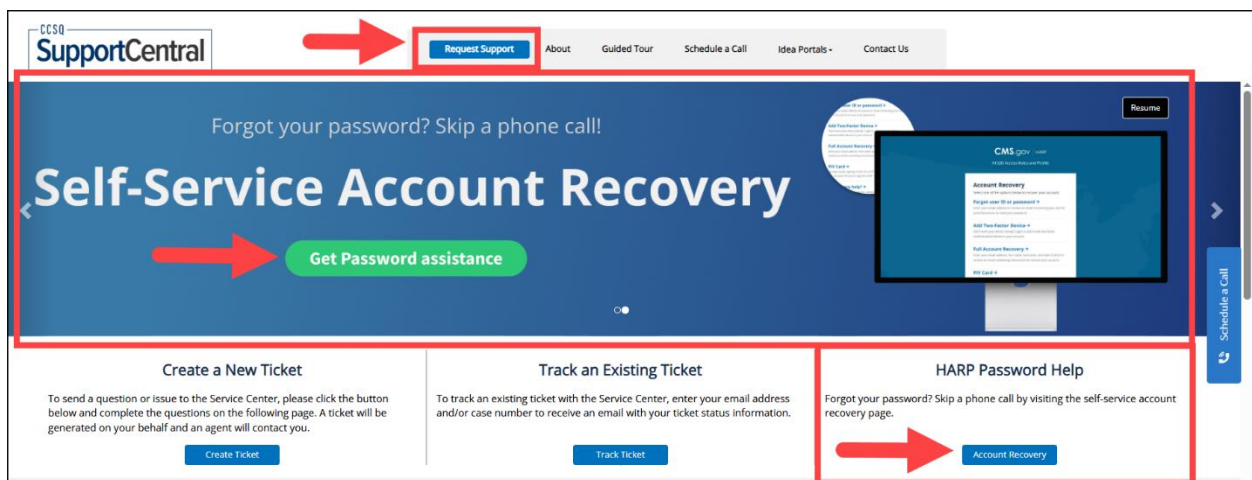 CCSQ
SupportCentral
Request Support
About
Guided Tour
Schedule a Call
Idea Portals
Contact Us
Forgot your password? Skip a phone call!
Self-Service Account Recovery
Get Password assistance
Resume
CMS.gov
Account Recovery
Forgot user ID or password
Add Two-Factor Device
Full Account Recovery
PIV Card
Schedule a Call
Create a New Ticket
To send a question or issue to the Service Center, please click the button
below and complete the questions on the following page. A ticket will be
generated on your behalf and an agent will contact you.
Create Ticket
Track an Existing Ticket
To track an existing ticket with the Service Center, enter your email address
and/or case number to receive an email with your ticket status information.
Track Ticket
HARP Password Help
Forgot your password? Skip a phone call by visiting the self-service account
recovery page.
Account Recovery